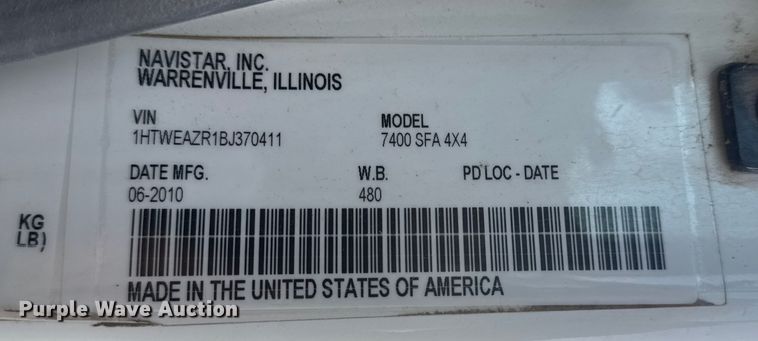 NAVISTAR, INC.
WARRENVILLE, ILLINOIS
VIN MODEL
1HTWEAZR1BJ370411 7400 SFA 4X4
DATE MFG. W.B. PD LOC - DATE
06-2010 480
KG
LB)
MADE IN THE UNITED STATES OF AMERICA
Purple Wave Auction®